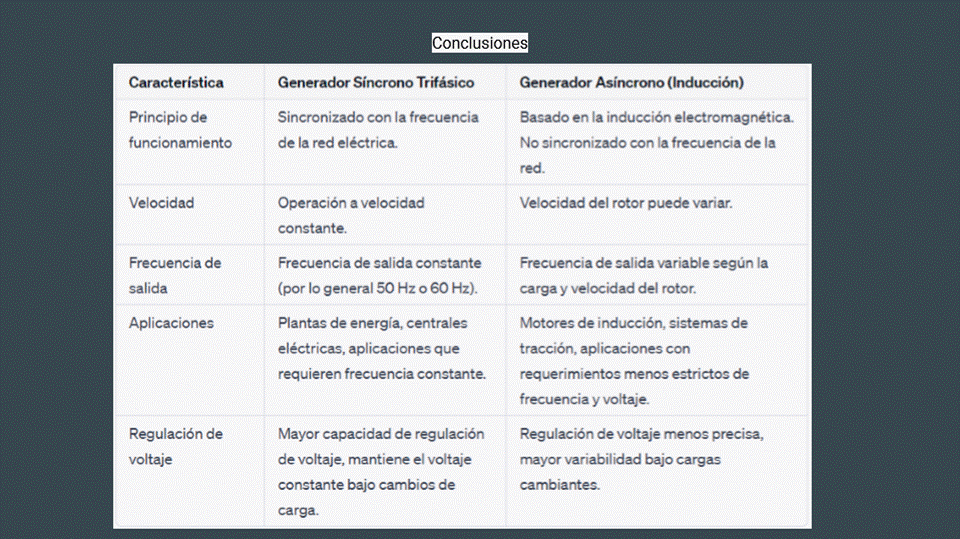 Conclusiones
Característica
Generador Síncrono Trifásico
Generador Asíncrono (Inducción)
Principio de
funcionamiento
Sincronizado con la frecuencia
de la red eléctrica.
Basado en la inducción electromagnética.
No sincronizado con la frecuencia de la
red.
Velocidad
Operación a velocidad
constante.
Velocidad del rotor puede variar.
Frecuencia de
salida
Frecuencia de salida constante
(por lo general 50 Hz o 60 Hz).
Frecuencia de salida variable según la
carga y velocidad del rotor.
Aplicaciones
Plantas de energía, centrales
eléctricas, aplicaciones que
requieren frecuencia constante.
Motores de inducción, sistemas de
tracción, aplicaciones con
requerimientos menos estrictos de
frecuencia y voltaje.
Regulación de
voltaje
Mayor capacidad de regulación
de voltaje, mantiene el voltaje
constante bajo cambios de
carga.
Regulación de voltaje menos precisa,
mayor variabilidad bajo cargas
cambiantes.